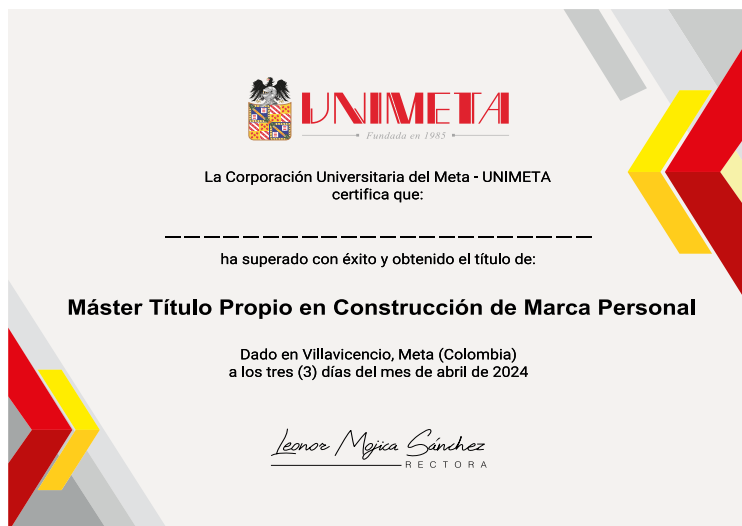 UNIMETA
Fundada en 1985
La Corporación Universitaria del Meta - UNIMETA
certifica que:
ha superado con éxito y obtenido el título de:
Máster Título Propio en Construcción de Marca Personal
Dado en Villavicencio, Meta (Colombia)
a los tres (3) días del mes de abril de 2024
Leonor Mojica Sánchez
RECTORA